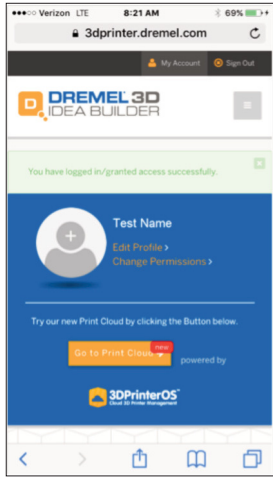 Verizon LTE 8:21 AM 69%
3dprinter.dremel.com
My Account Sign Out
DREMEL 3D
IDEA BUILDER
You have logged in/granted access successfully.
Test Name
Edit Profile >
Change Permissions >
Try our new Print Cloud by clicking the Button below.
new
Go to Print Cloud
powered by
3DPrinterOS
Cloud 3D Printer Management